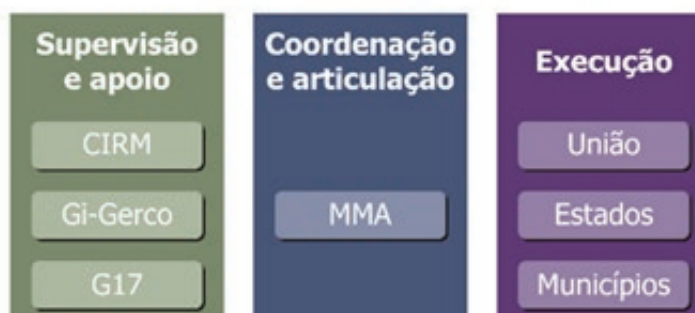 Supervisão
e apoio
CIRM
Gi-Gerco
G17
Coordenação
e articulação
MMA
Execução
União
Estados
Municípios